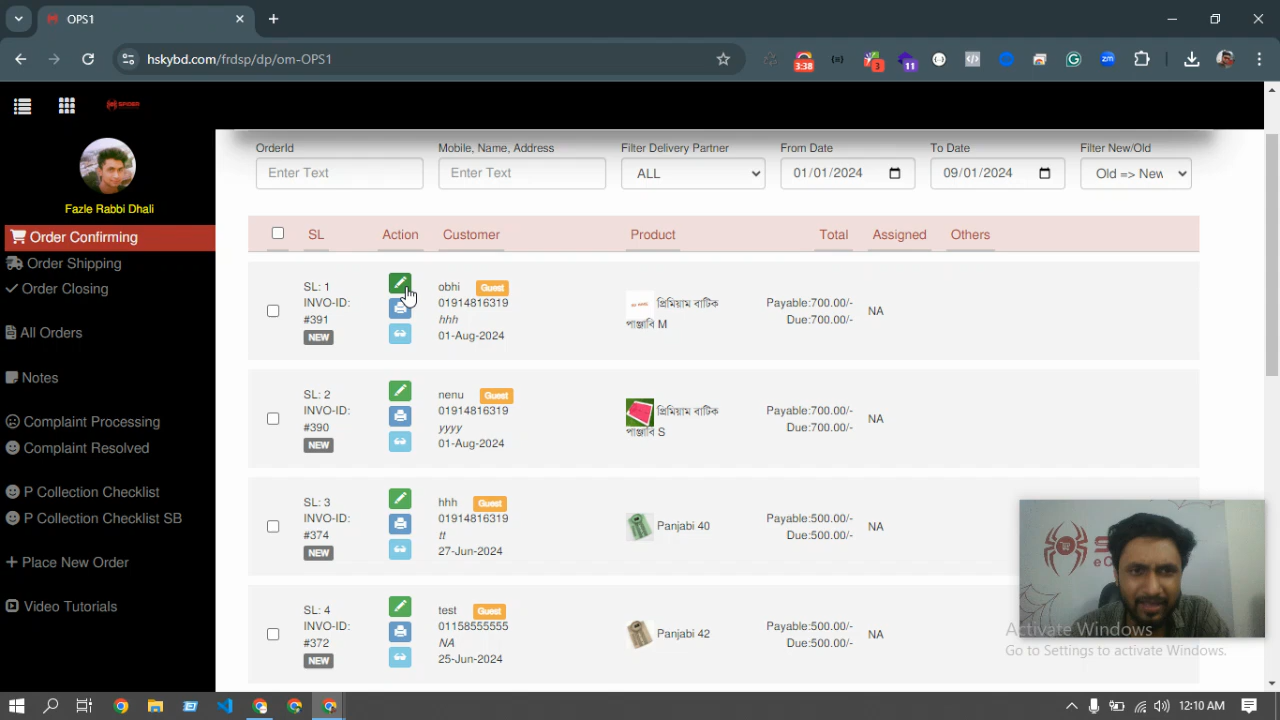 OPS1
hskybd.com/frdsp/dp/om-OPS1
3:38
3
11
zm
SPIDER
Fazle Rabbi Dhali
Order Confirming
Order Shipping
Order Closing
All Orders
Notes
Complaint Processing
Complaint Resolved
P Collection Checklist
P Collection Checklist SB
Place New Order
Video Tutorials
OrderId
Mobile, Name, Address
Filter Delivery Partner
From Date
To Date
Filter New/Old
Enter Text
Enter Text
ALL
01/01/2024
09/01/2024
Old => New
SL
Action
Customer
Product
Total
Assigned
Others
SL: 1
INVO-ID:
#391
NEW
obhi Guest
01914816319
hhh
01-Aug-2024
প্রিমিয়াম বাটিক
পাঞ্জাবি M
Payable:700.00/-
Due:700.00/-
NA
SL: 2
INVO-ID:
#390
NEW
nenu Guest
01914816319
yyyy
01-Aug-2024
প্রিমিয়াম বাটিক
পাঞ্জাবি S
Payable:700.00/-
Due:700.00/-
NA
SL: 3
INVO-ID:
#374
NEW
hhh Guest
01914816319
tt
27-Jun-2024
Panjabi 40
Payable:500.00/-
Due:500.00/-
NA
SL: 4
INVO-ID:
#372
NEW
test Guest
01158555555
NA
25-Jun-2024
Panjabi 42
Payable:500.00/-
Due:500.00/-
NA
Activate Windows
Go to Settings to activate Windows.
12:10 AM